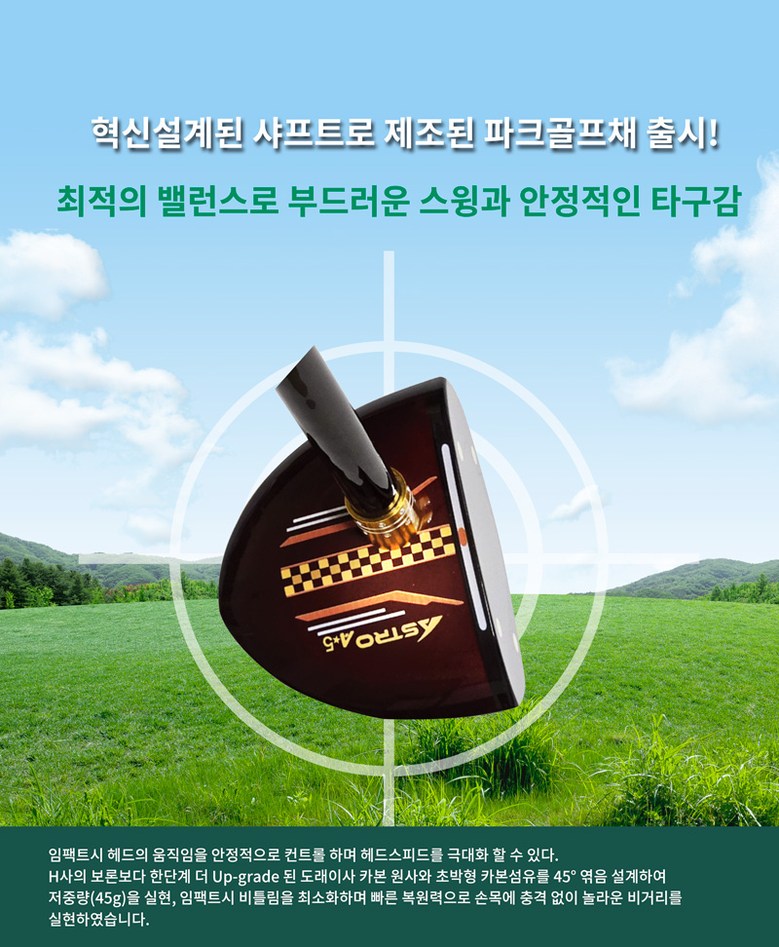 혁신설계된 샤프트로 제조된 파크골프채 출시!
최적의 밸런스로 부드러운 스윙과 안정적인 타구감
ASTRO A★5
임팩트시 헤드의 움직임을 안정적으로 컨트롤 하며 헤드스피드를 극대화 할 수 있다.
H사의 보론보다 한단계 더 Up-grade 된 도래이사 카본 원사와 초박형 카본섬유를 45° 엮음 설계하여
저중량(45g)을 실현, 임팩트시 비틀림을 최소화하며 빠른 복원력으로 손목에 충격 없이 놀라운 비거리를
실현하였습니다.